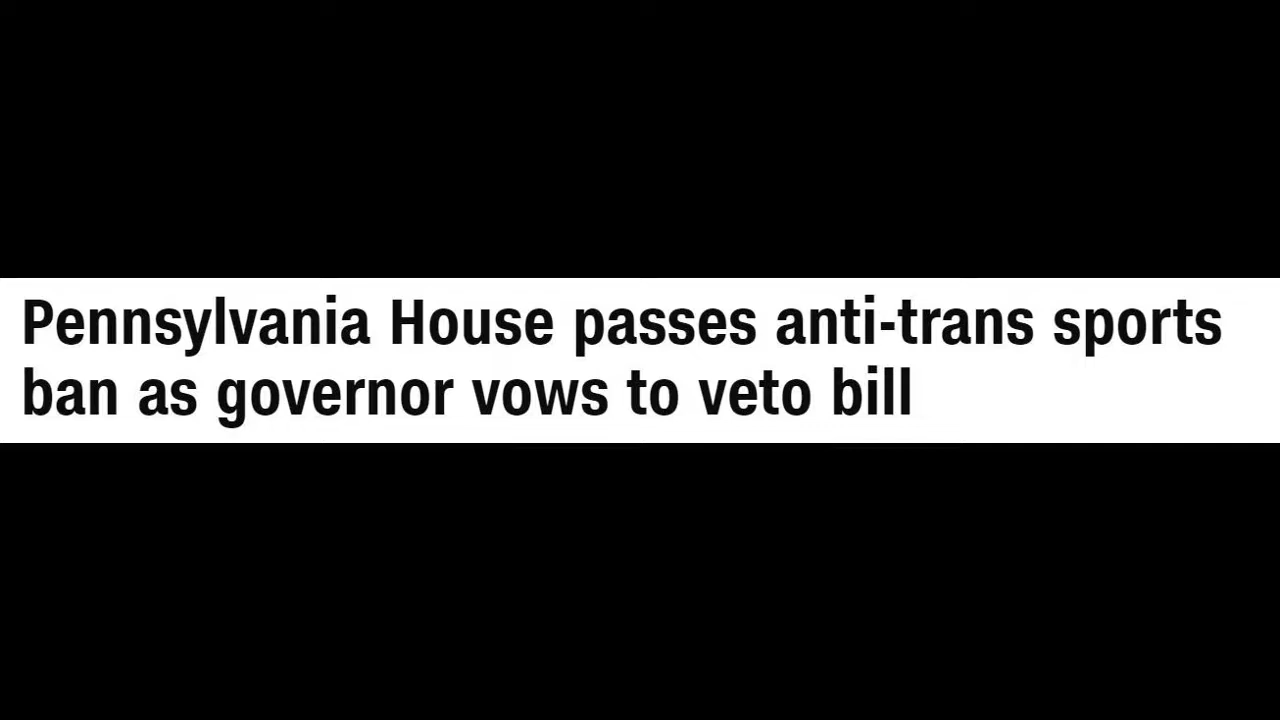 Pennsylvania House passes anti-trans sports
ban as governor vows to veto bill